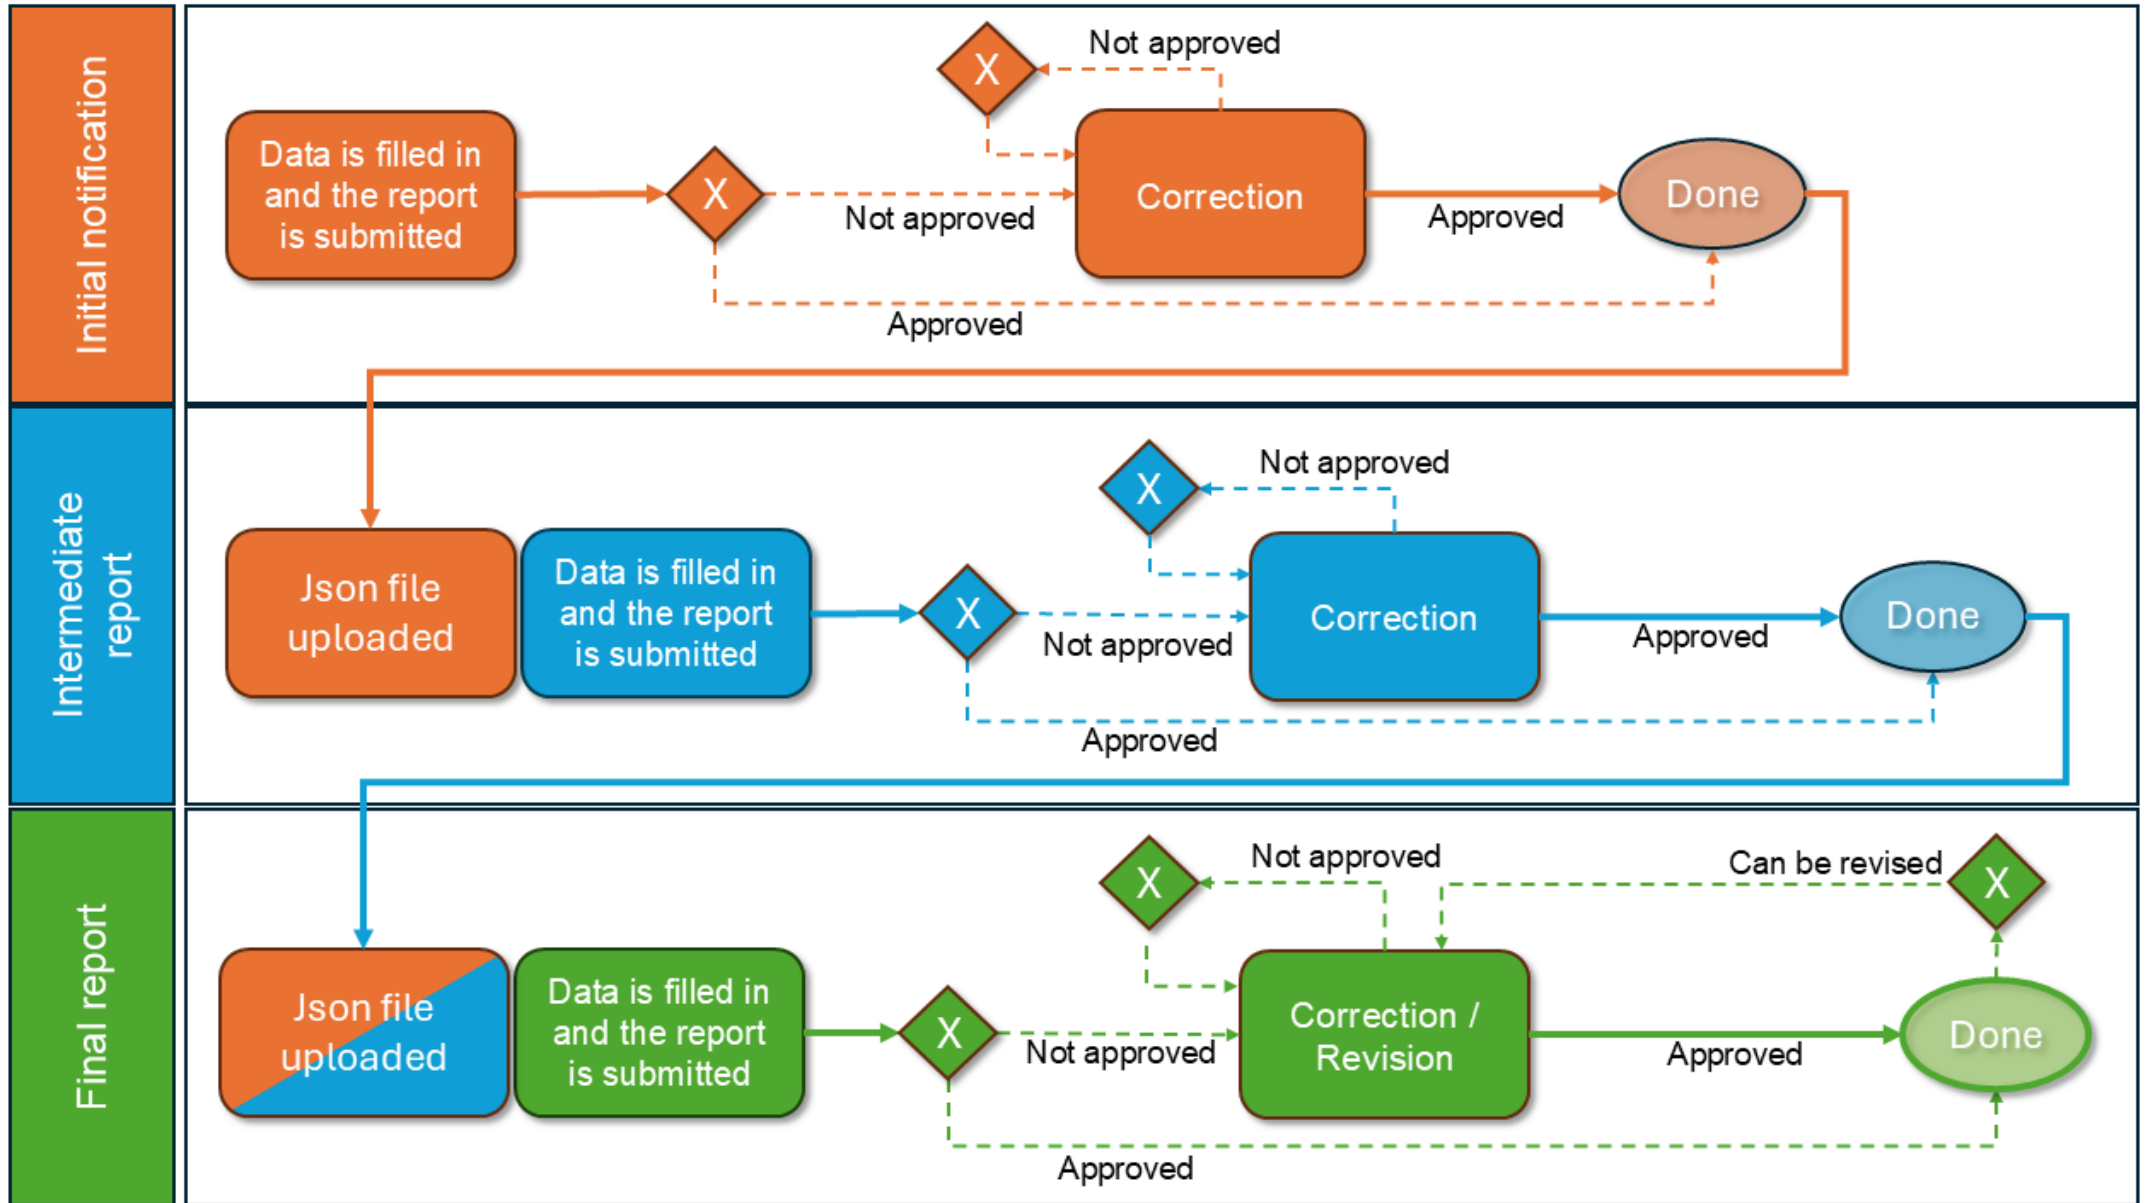 Initial notification
Not approved
X
Data is filled in
and the report
is submitted
X
Not approved
Correction
Approved
Done
Approved
Intermediate
report
Not approved
X
Json file
uploaded
Data is filled in
and the report
is submitted
X
Not approved
Correction
Approved
Done
Approved
Final report
Not approved
X
Can be revised
X
Json file
uploaded
Data is filled in
and the report
is submitted
X
Not approved
Correction /
Revision
Approved
Done
Approved